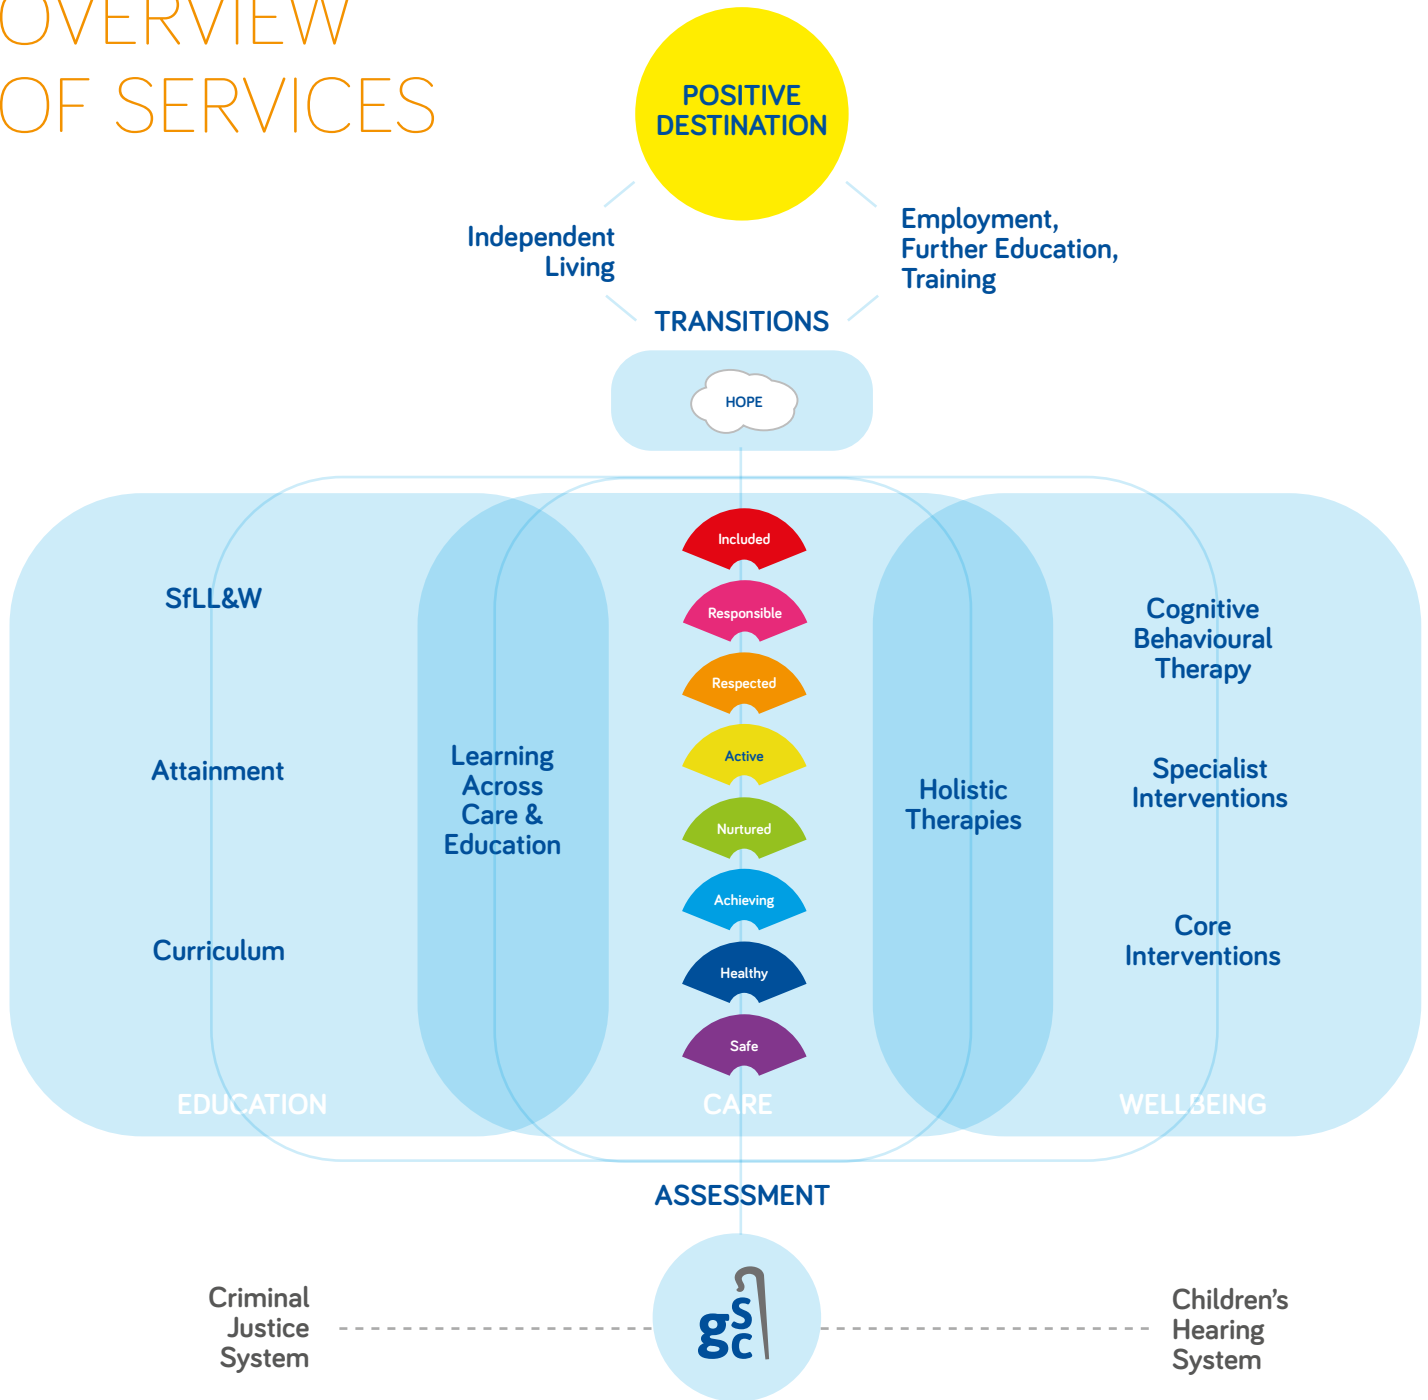 OVERVIEW
OF SERVICES
POSITIVE
DESTINATION
Independent
Living
Employment,
Further Education,
Training
TRANSITIONS
HOPE
SfLL&W
Attainment
Curriculum
EDUCATION
Learning
Across
Care &
Education
Included
Responsible
Respected
Active
Nurtured
Achieving
Healthy
Safe
CARE
Holistic
Therapies
Cognitive
Behavioural
Therapy
Specialist
Interventions
Core
Interventions
WELLBEING
ASSESSMENT
Criminal
Justice
System
gsc
Children’s
Hearing
System